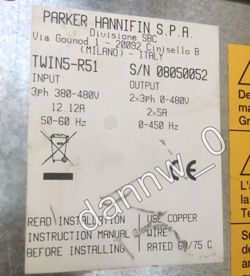 PARKER HANNIFIN S.P.A.
Divisione SBC
Via Gounod 1 - 20092 Cinisello B
(MILANO) - ITALY
TWIN5-R51 S/N 08050052
INPUT OUTPUT
3ph 380-480V 2x3ph 0-480V
12.12A 2x5A
50-60 Hz 0-450 Hz
CE
READ INSTALLATION USE COPPER
INSTRUCTION MANUAL WIRE
BEFORE INSTALLING RATED 60/75 C
dannw_0